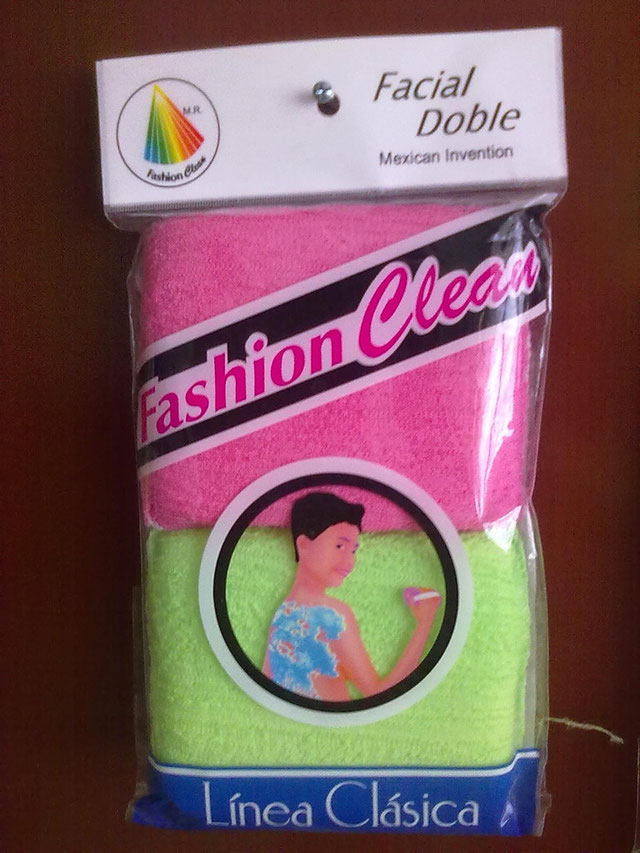 M.R.
Fashion Clean
Facial
Doble
Mexican Invention
Fashion Clean
Línea Clásica